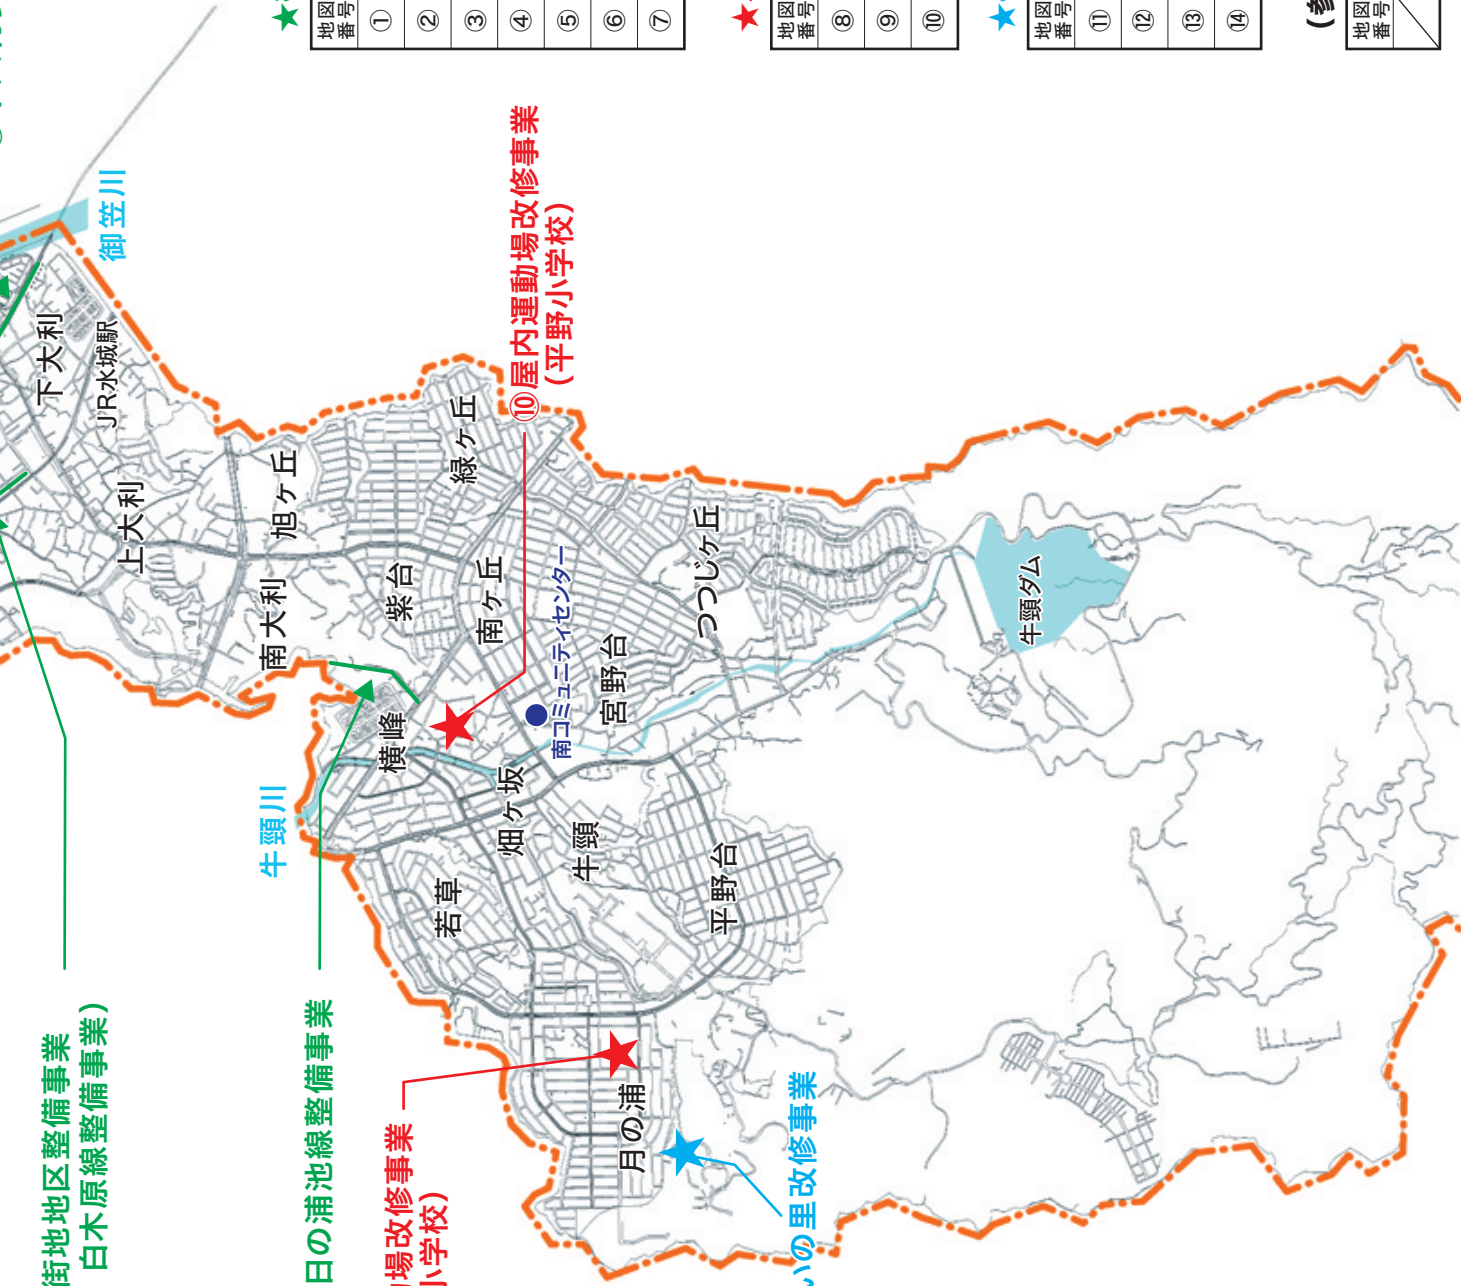 地図番号
①
②
③
④
⑤
⑥
⑦
地図番号
⑧
⑨
⑩
地図番号
⑪
⑫
⑬
⑭
地図番号
御笠川
下大利
JR水城駅
⑩屋内運動場改修事業
(平野小学校)
上大利
旭ヶ丘
緑ヶ丘
南大利
紫台
南ヶ丘
つつじヶ丘
南コミュニティセンター
宮野台
牛頸ダム
横峰
牛頸川
畑ヶ坂
牛頸
平野台
若草
月の浦
街地地区整備事業
白木原線整備事業)
日の浦池線整備事業
場改修事業
小学校)
いの里改修事業